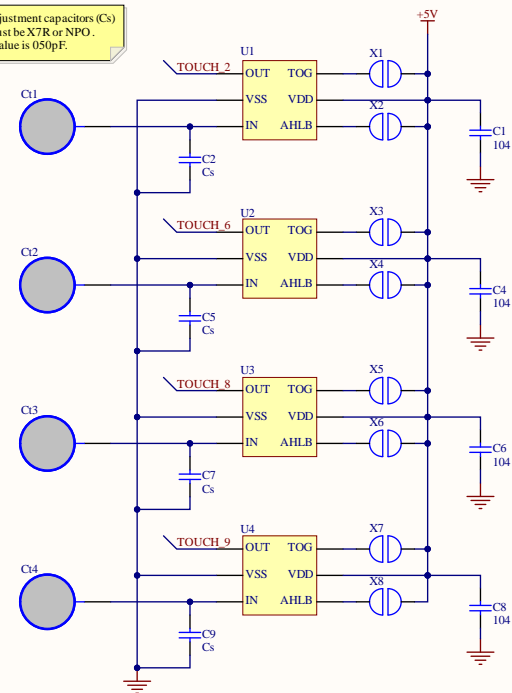 justment capacitors (Cs)
ust be X7R or NPO .
alue is 050pF.
+5V
U1
X1
TOUCH_2
OUT
TOG
Ct1
VSS
VDD
X2
IN
AHLB
C1
104
C2
Cs
U2
X3
TOUCH_6
OUT
TOG
Ct2
VSS
VDD
X4
IN
AHLB
C4
104
C5
Cs
U3
X5
TOUCH_8
OUT
TOG
Ct3
VSS
VDD
X6
IN
AHLB
C6
104
C7
Cs
U4
X7
TOUCH_9
OUT
TOG
Ct4
VSS
VDD
X8
IN
AHLB
C8
104
C9
Cs